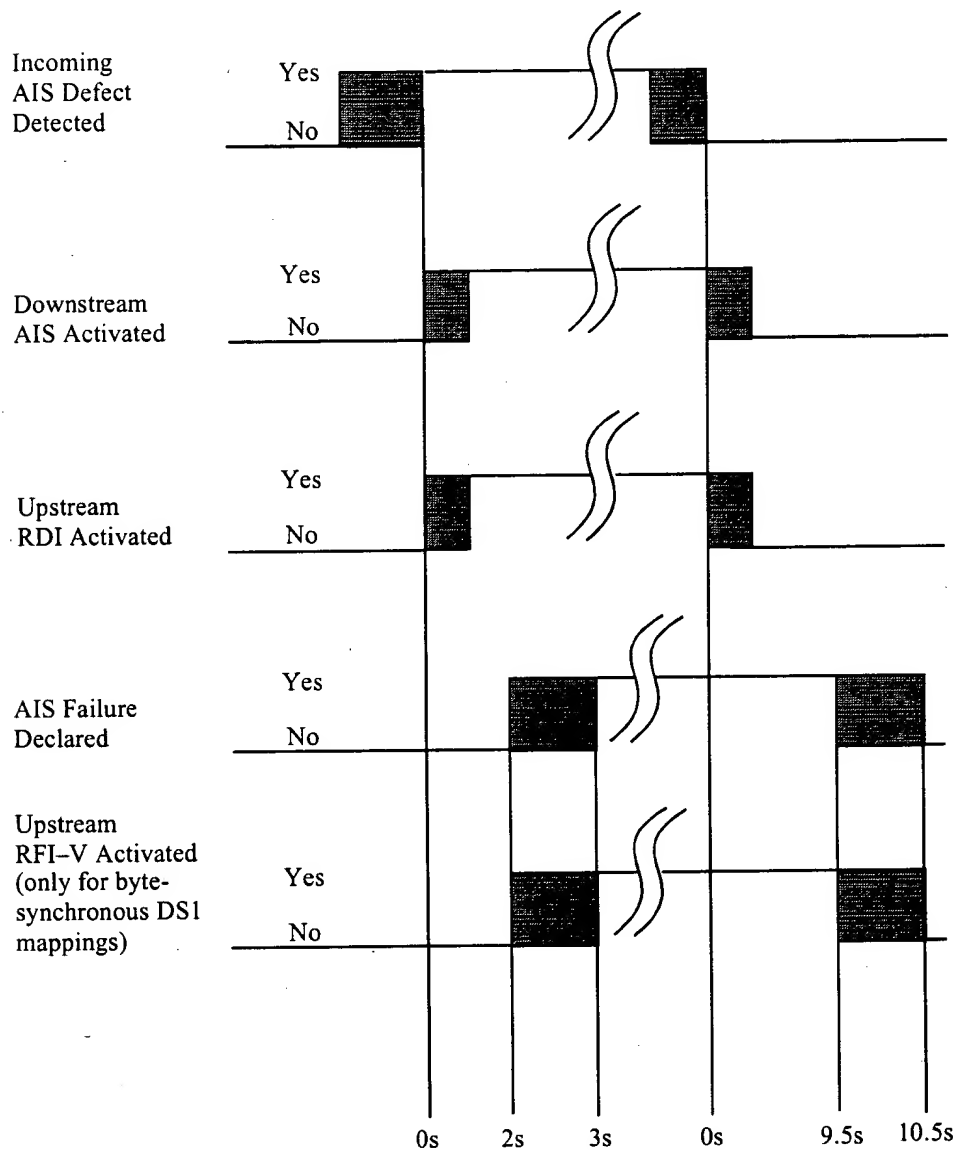 Incoming
AIS Defect
Detected
Yes
No
Downstream
AIS Activated
Yes
No
Upstream
RDI Activated
Yes
No
AIS Failure
Declared
Yes
No
Upstream
RFI–V Activated
(only for byte-
synchronous DS1
mappings)
Yes
No
0s 2s 3s 0s 9.5s 10.5s